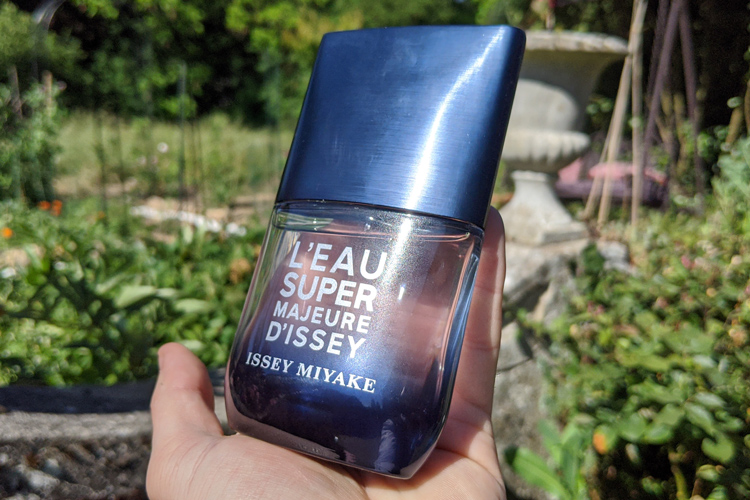 L'EAU
SUPER
MAJEURE
D'ISSEY
ISSEY MIYAKE